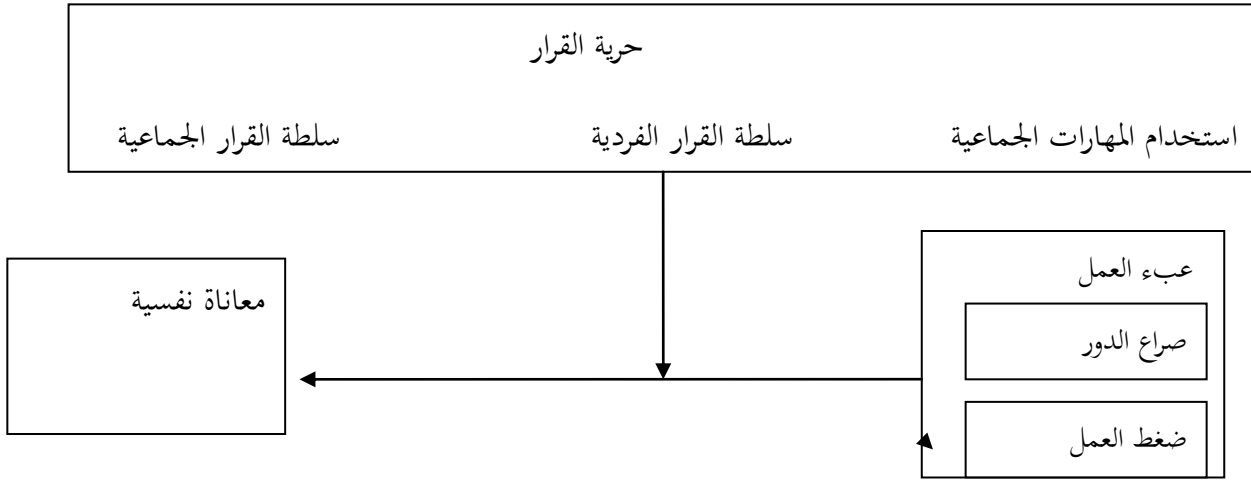 حرية القرار
استخدام المهارات الجماعية سلطة القرار الفردية سلطة القرار الجماعية
عبء العمل
صراع الدور
ضغط العمل
معاناة نفسية